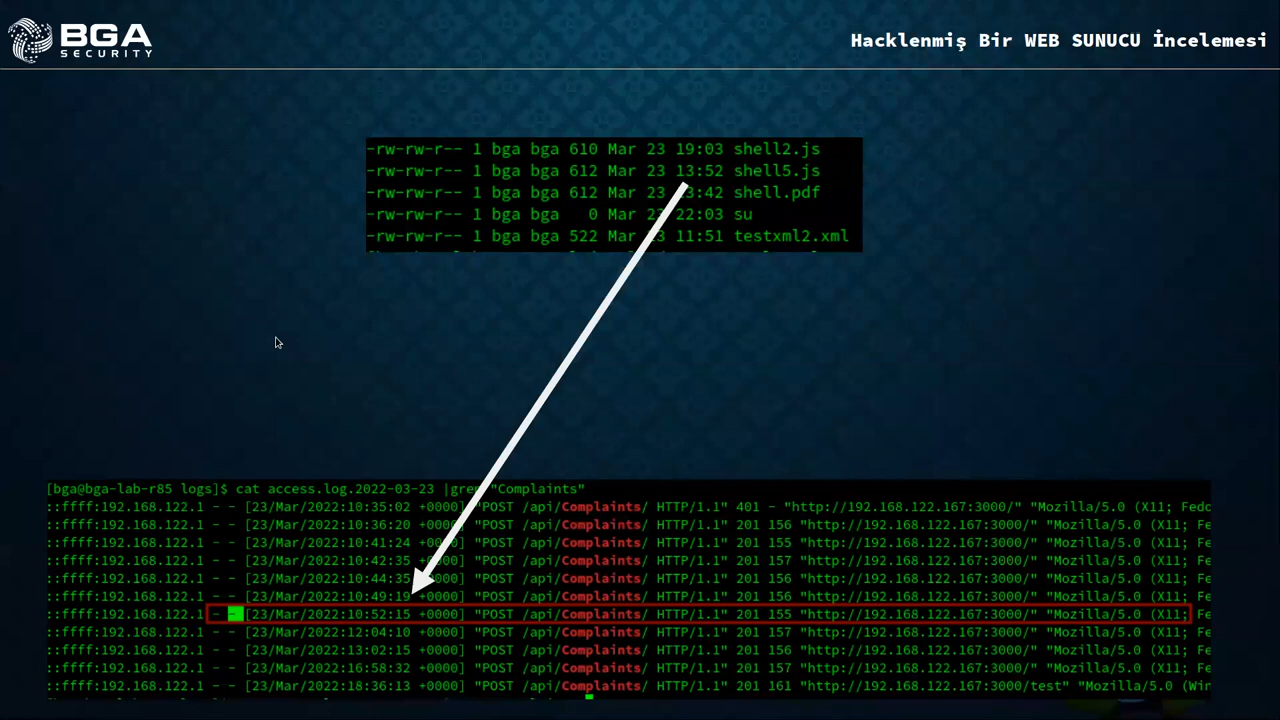 BGA
SECURITY
Hacklenmiş Bir WEB SUNUCU İncelemesi
-rw-rw-r-- 1 bga bga 610 Mar 23 19:03 shell2.js
-rw-rw-r-- 1 bga bga 612 Mar 23 13:52 shell5.js
-rw-rw-r-- 1 bga bga 612 Mar 23 :42 shell.pdf
-rw-rw-r-- 1 bga bga 0 Mar 23 22:03 su
-rw-rw-r-- 1 bga bga 522 Mar 23 11:51 testxml2.xml
[bga@bga-lab-r85 logs]$ cat access.log.2022-03-23 |grep "Complaints"
::ffff:192.168.122.1 - - [23/Mar/2022:10:35:02 +0000] "POST /api/Complaints/ HTTP/1.1" 401 - "http://192.168.122.167:3000/" "Mozilla/5.0 (X11; Fedo
::ffff:192.168.122.1 - - [23/Mar/2022:10:36:20 +0000] "POST /api/Complaints/ HTTP/1.1" 201 156 "http://192.168.122.167:3000/" "Mozilla/5.0 (X11; Fe
::ffff:192.168.122.1 - - [23/Mar/2022:10:41:24 +0000] "POST /api/Complaints/ HTTP/1.1" 201 155 "http://192.168.122.167:3000/" "Mozilla/5.0 (X11; Fe
::ffff:192.168.122.1 - - [23/Mar/2022:10:42:35 +0000] "POST /api/Complaints/ HTTP/1.1" 201 157 "http://192.168.122.167:3000/" "Mozilla/5.0 (X11; Fe
::ffff:192.168.122.1 - - [23/Mar/2022:10:44:35 +0000] "POST /api/Complaints/ HTTP/1.1" 201 156 "http://192.168.122.167:3000/" "Mozilla/5.0 (X11; Fe
::ffff:192.168.122.1 - - [23/Mar/2022:10:49:19 +0000] "POST /api/Complaints/ HTTP/1.1" 201 156 "http://192.168.122.167:3000/" "Mozilla/5.0 (X11; Fe
::ffff:192.168.122.1 - - [23/Mar/2022:10:52:15 +0000] "POST /api/Complaints/ HTTP/1.1" 201 155 "http://192.168.122.167:3000/" "Mozilla/5.0 (X11; Fe
::ffff:192.168.122.1 - - [23/Mar/2022:12:04:10 +0000] "POST /api/Complaints/ HTTP/1.1" 201 157 "http://192.168.122.167:3000/" "Mozilla/5.0 (X11; Fe
::ffff:192.168.122.1 - - [23/Mar/2022:13:02:15 +0000] "POST /api/Complaints/ HTTP/1.1" 201 156 "http://192.168.122.167:3000/" "Mozilla/5.0 (X11; Fe
::ffff:192.168.122.1 - - [23/Mar/2022:16:58:32 +0000] "POST /api/Complaints/ HTTP/1.1" 201 157 "http://192.168.122.167:3000/" "Mozilla/5.0 (X11; Fe
::ffff:192.168.122.1 - - [23/Mar/2022:18:36:13 +0000] "POST /api/Complaints/ HTTP/1.1" 201 161 "http://192.168.122.167:3000/test" "Mozilla/5.0 (Win